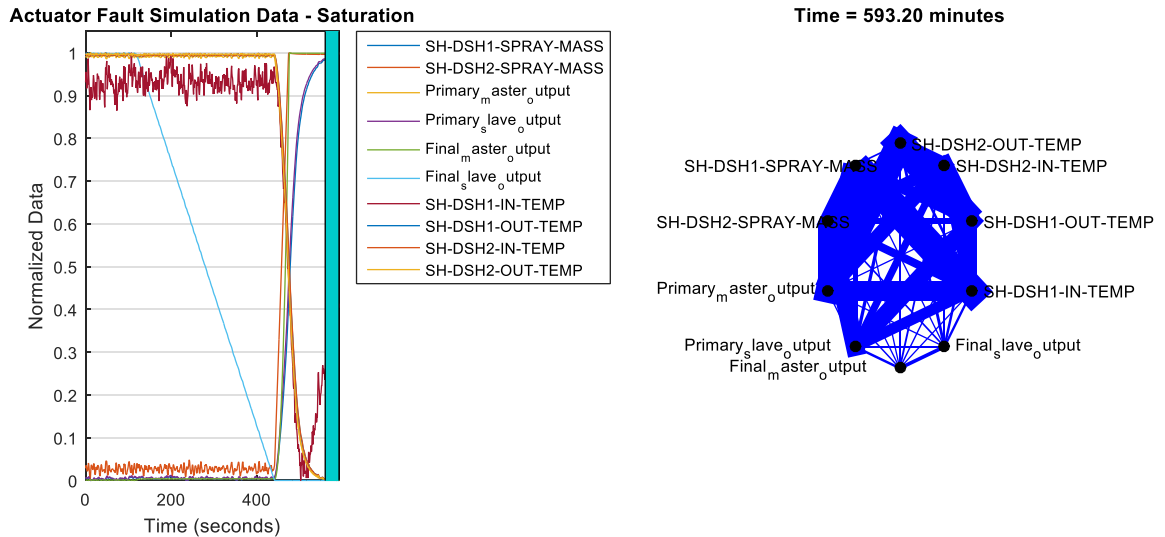 Actuator Fault Simulation Data - Saturation
1
0.9
0.8
0.7
0.6
0.5
0.4
0.3
0.2
0.1
0
Normalized Data
0
200
400
Time (seconds)
SH-DSH1-SPRAY-MASS
SH-DSH2-SPRAY-MASS
Primarymasteroutput
Primaryslaveoutput
Finalmasteroutput
Finalslaveoutput
SH-DSH1-IN-TEMP
SH-DSH1-OUT-TEMP
SH-DSH2-IN-TEMP
SH-DSH2-OUT-TEMP
Time = 593.20 minutes
SH-DSH2-OUT-TEMP
SH-DSH1-SPRAY-MASS
SH-DSH2-IN-TEMP
SH-DSH2-SPRAY-MASS
SH-DSH1-OUT-TEMP
Primarymasteroutput
SH-DSH1-IN-TEMP
Primaryslaveoutput
Finalslaveoutput
Finalmasteroutput